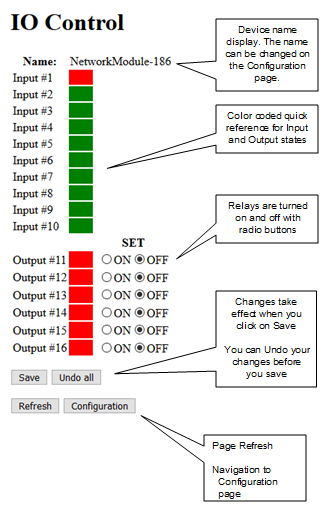 IO Control
Name: NetworkModule-186
Input #1
Input #2
Input #3
Input #4
Input #5
Input #6
Input #7
Input #8
Input #9
Input #10
SET
Output #11 ON OFF
Output #12 ON OFF
Output #13 ON OFF
Output #14 ON OFF
Output #15 ON OFF
Output #16 ON OFF
Save Undo all
Refresh Configuration
Device name
display. The name
can be changed on
the Configuration
page.
Color coded quick
reference for Input
and Output states
Relays are turned
on and off with
radio buttons
Changes take
effect when you
click on Save
You can Undo your
changes before
you save
Page Refresh
Navigation to
Configuration
page